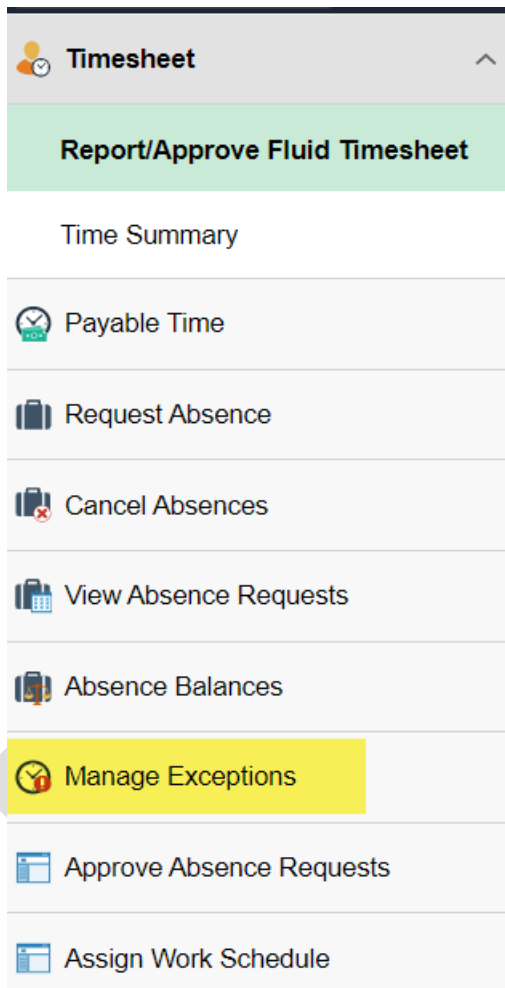 Timesheet
Report/Approve Fluid Timesheet
Time Summary
Payable Time
Request Absence
Cancel Absences
View Absence Requests
Absence Balances
Manage Exceptions
Approve Absence Requests
Assign Work Schedule